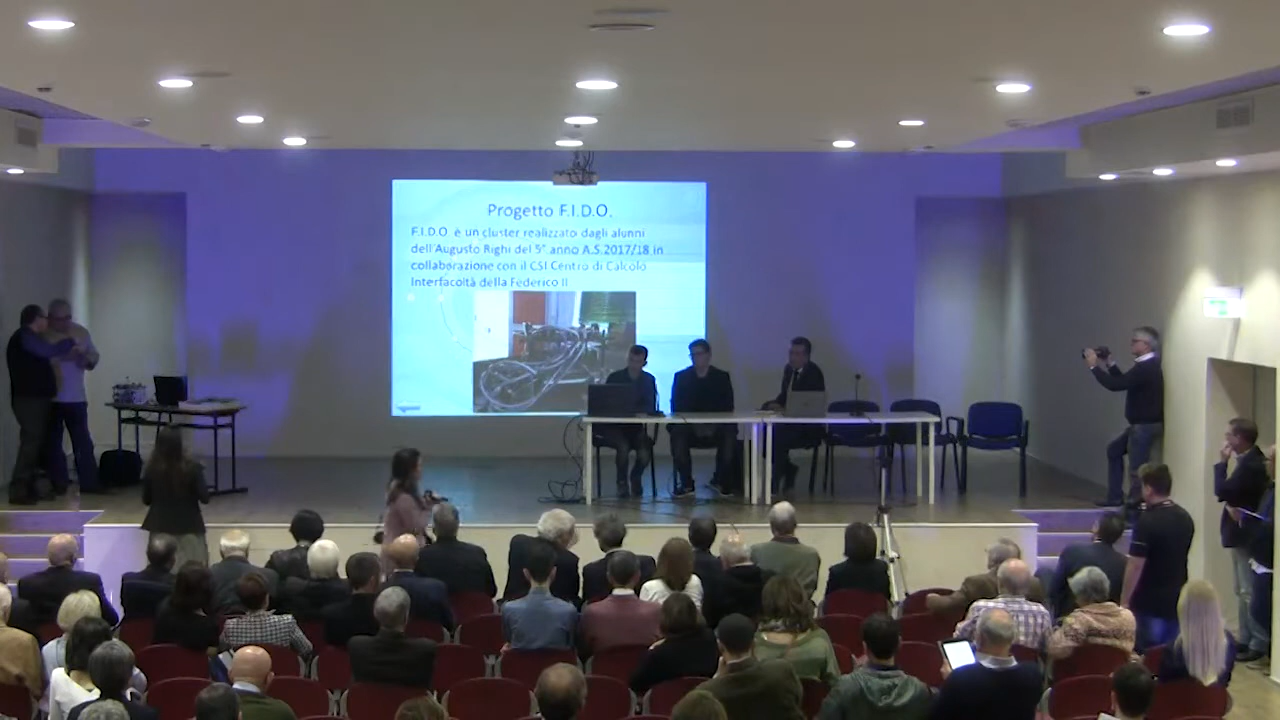 Progetto F.I.D.O.
F.I.D.O. è un cluster realizzato dagli alunni
dell'Augusto Righi del 5° anno A.S.2017/18 in
collaborazione con il CSI Centro di Calcolo
Interfacoltà della Federico II